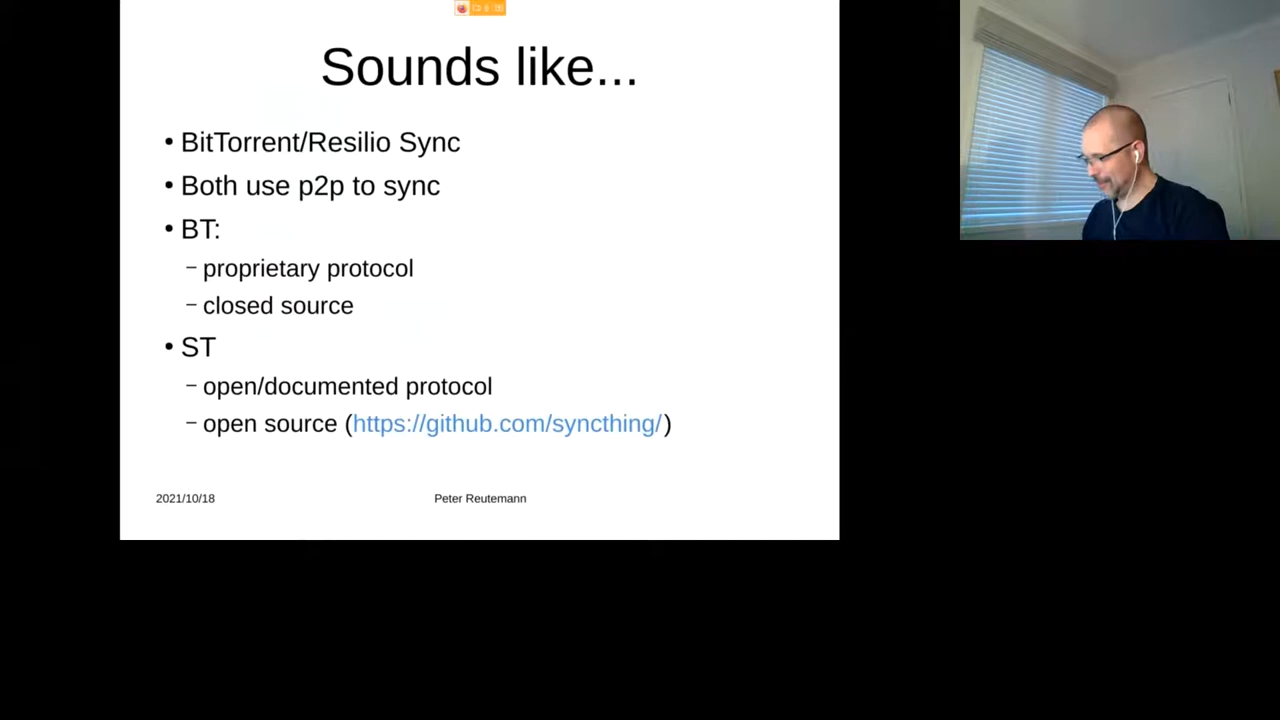 Sounds like...
• BitTorrent/Resilio Sync
• Both use p2p to sync
• BT:
– proprietary protocol
– closed source
• ST
– open/documented protocol
– open source (https://github.com/syncthing/)
2021/10/18
Peter Reutemann